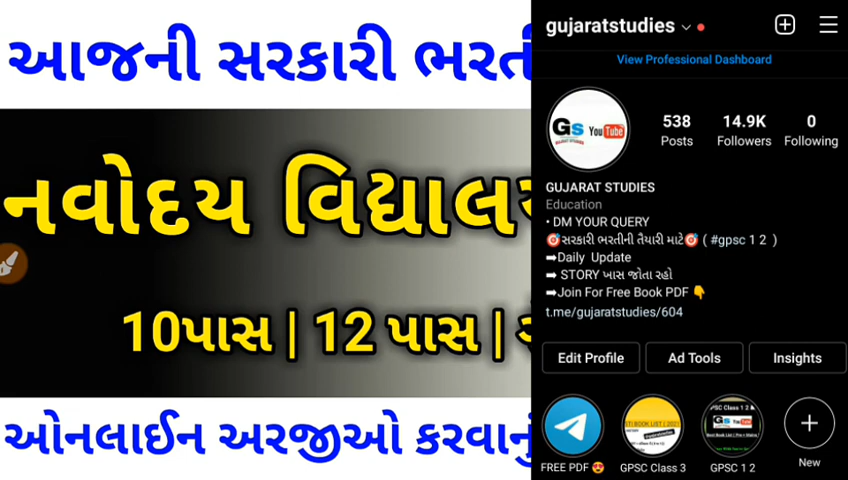 આજની સરકારી
નવોદય
10પાસ | 12 પાસ |
ઓનલાઈન અરજીઓ કરવાનું
gujaratstudies
View Professional Dashboard
Gs YouTube
GUJARAT STUDIES
538 14.9K 0
Posts Followers Following
GUJARAT STUDIES
Education
• DM YOUR QUERY
🎯સરકારી ભરતીની તૈયારી માટે🎯 ( #gpsc 1 2 )
➡Daily Update
➡ STORY ખાસ જોતા રહો
➡Join For Free Book PDF 👇
t.me/gujaratstudies/604
Edit Profile Ad Tools Insights
FREE PDF 😍 GPSC Class 3 GPSC 1 2 New